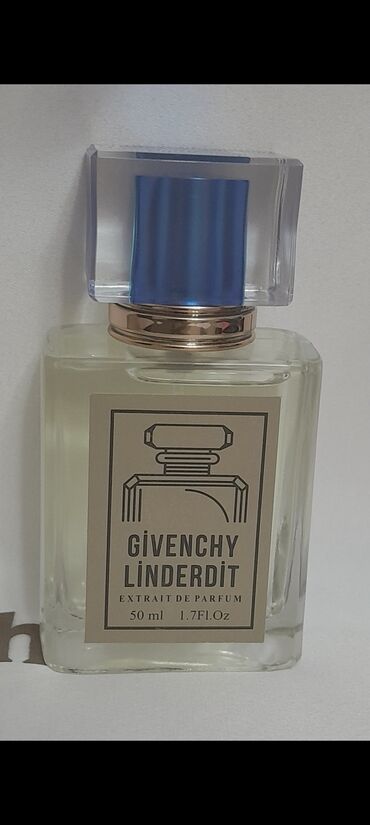 GİVENCHY
LİNDERDİT
EXTRAIT DE PARFUM
50 ml 1.7Fl.Oz
h